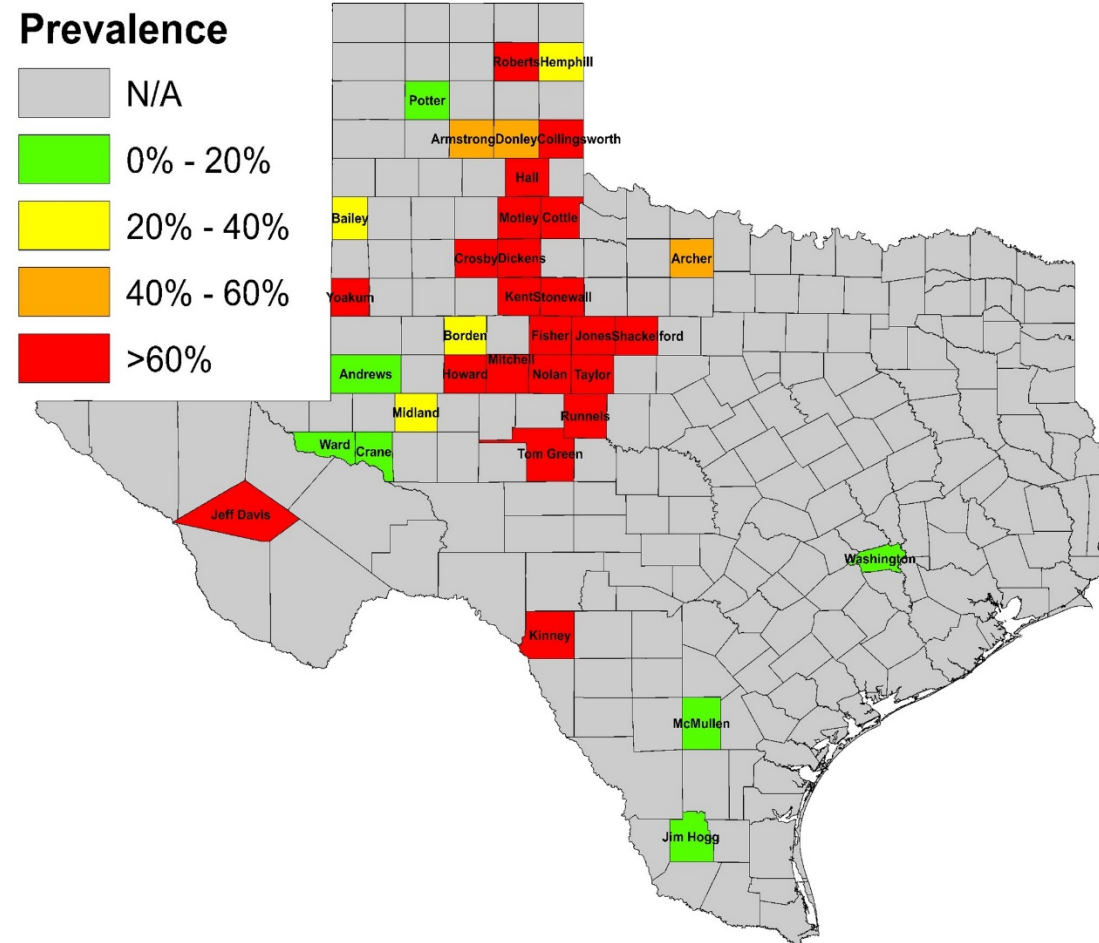 Prevalence
N/A
0% - 20%
20% - 40%
40% - 60%
>60%
Roberts Hemphill
Potter
Armstrong Donley Collingsworth
Hall
Bailey Motley Cottle
Crosby Dickens Archer
Yoakum Kent Stonewall
Borden Fisher Jones Shackelford
Mitchell
Andrews Howard Nolan Taylor
Midland Runnels
Ward Crane Tom Green
Jeff Davis
Washington
Kinney
McMullen
Jim Hogg